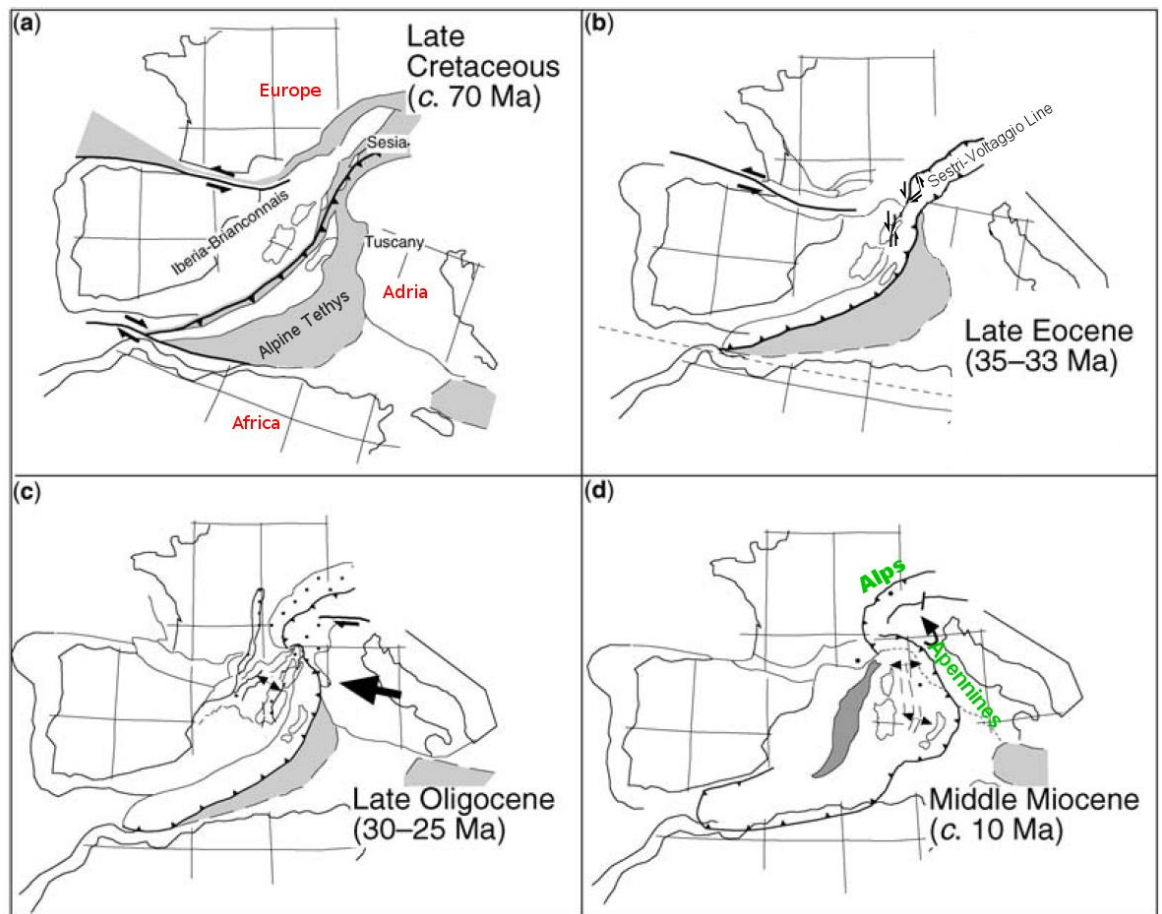 (a)
Late
Cretaceous
(c. 70 Ma)
Europe
Sesia
Iberia-Brianconnais
Tuscany
Adria
Alpine Tethys
Africa
(b)
Sestri-Voltaggio Line
Late Eocene
(35–33 Ma)
(c)
Late Oligocene
(30–25 Ma)
(d)
Alps
Apennines
Middle Miocene
(c. 10 Ma)